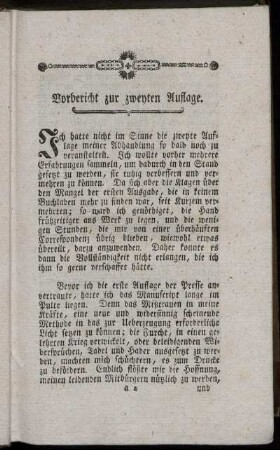 Vorbericht zur zweyten Auflage.
Ich hatte nicht im Sinne die zweyte Auf-
lage meiner Abhandlung so bald noch zu
veranstalten. Ich wollte vorher weitere
Erfahrungen sammeln, um dadurch in den Stand
gesetzt zu werden, sie ruhig verbessern und ver-
mehren zu können. Da sich aber die Klagen über
den Mangel der ersten Ausgabe, die in keinem
Buchladen mehr zu finden war, seit Kurzem ver-
mehreten; so ward ich genöthiget, die Hand
frühzeitiger ans Werk zu legen, und die weni-
gen Stunden, die mir von einer überhäuften
Correspondenz übrig blieben, wiewohl etwas
übereilt, dazu anzuwenden. Daher konnte es
dann die Vollständigkeit nicht erlangen, die ich
ihm so gerne verschaffet hätte.
Bevor ich die erste Auflage der Presse an-
vertraute, hatte ich das Manuscript lange im
Pulte liegen. Denn das Mißtrauen in meine
Kräfte, eine neue und widersinnig scheinende
Methode in das zur Ueberzeugung erforderliche
Licht setzen zu können; die Furcht, in einen ge-
lehrten Krieg verwickelt, oder beleidigenden Wi-
dersprüchen, Tadel und Hader ausgesetzt zu wer-
den, machten mich schüchtern, es zum Drucke
zu befördern. Endlich flößte mir die Hoffnung,
meinen leidenden Mitbürgern nützlich zu werden,
a 2 und